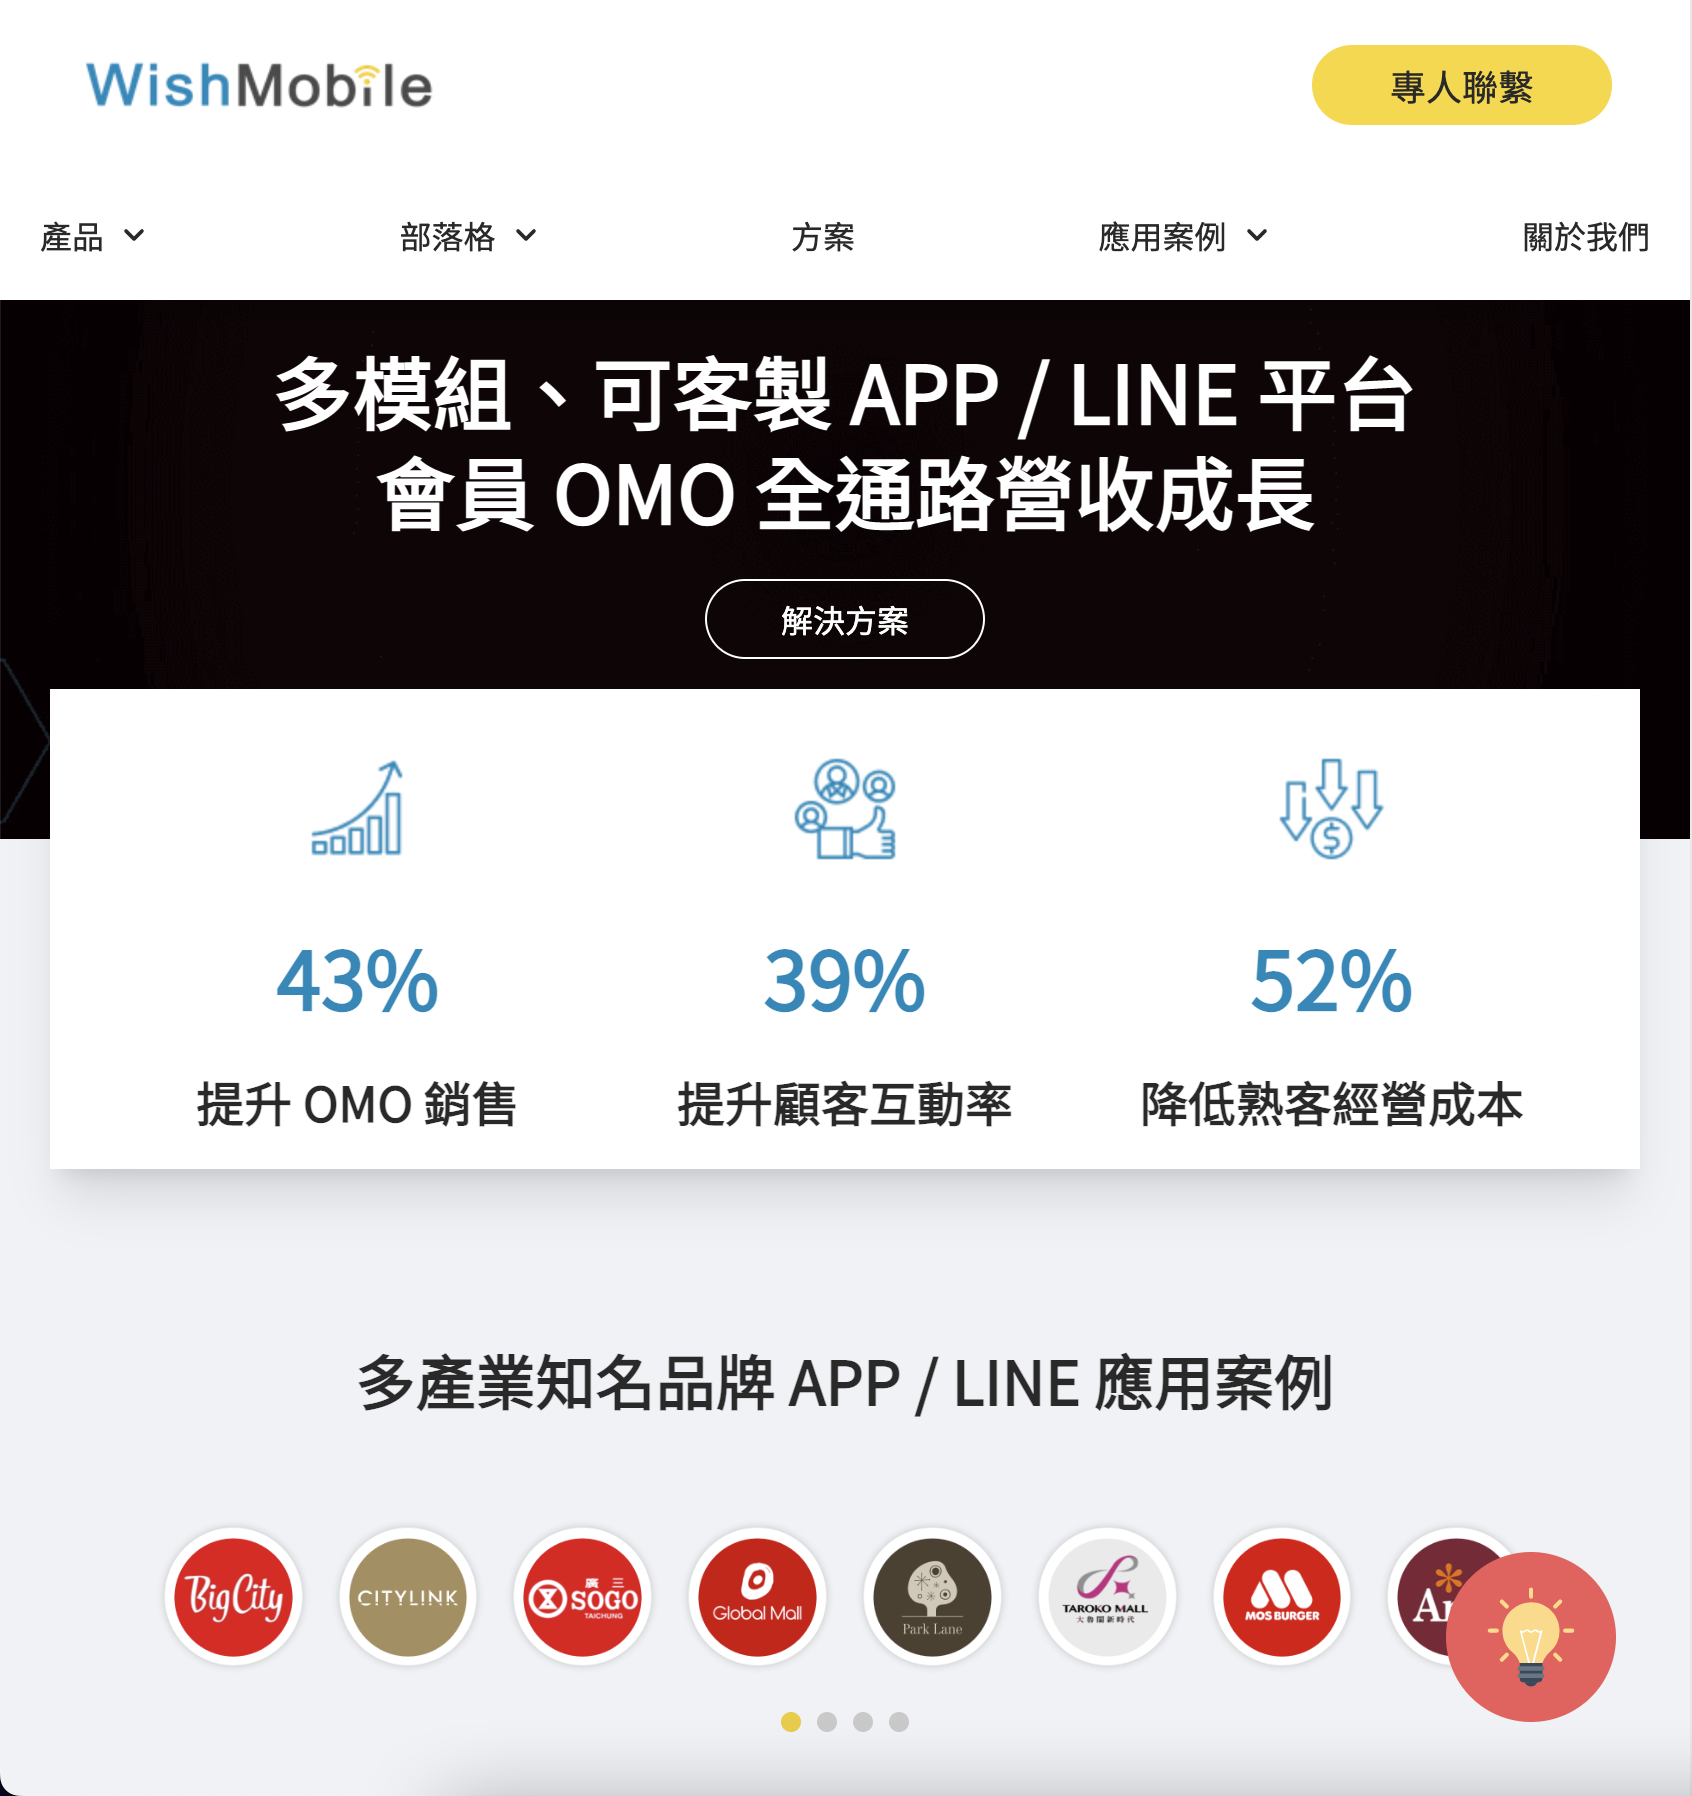 WishMobile
專人聯繫
產品
部落格
方案
應用案例
關於我們
多模組、可客製 APP / LINE 平台
會員 OMO 全通路營收成長
解決方案
43%
39%
52%
提升 OMO 銷售
提升顧客互動率
降低熟客經營成本
多產業知名品牌 APP / LINE 應用案例
BigCity
CITYLINK
廣三
SOGO
TAICHUNG
Global Mall
Park Lane
TAROKO MALL
大魯閣新時代
MOS BURGER